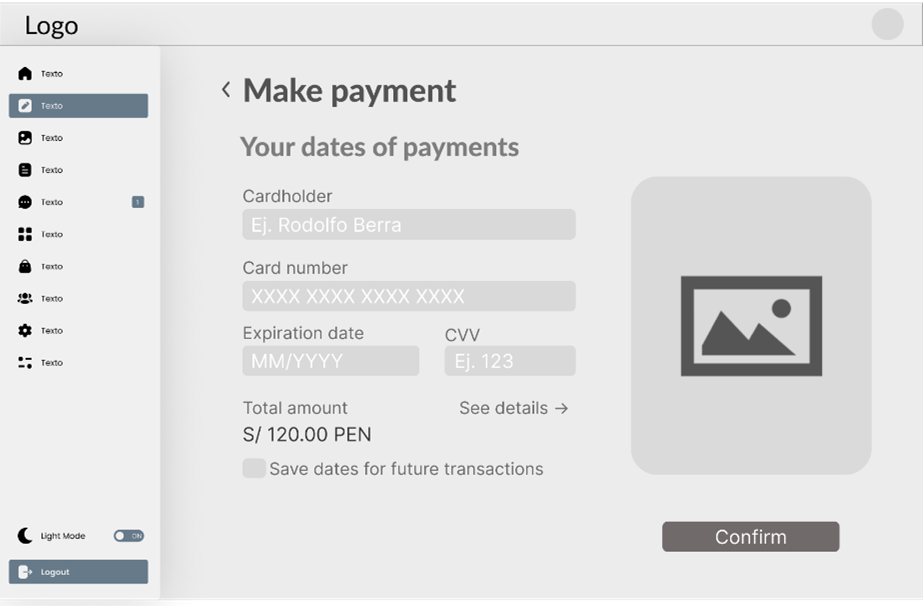 Logo
Texto
Texto
Texto
Texto
Texto 1
Texto
Texto
Texto
Texto
Texto
Light Mode ON
Logout
Make payment
Your dates of payments
Cardholder
Ej. Rodolfo Berra
Card number
XXXX XXXX XXXX XXXX
Expiration date CVV
MM/YYYY Ej. 123
Total amount See details →
S/ 120.00 PEN
Save dates for future transactions
Confirm